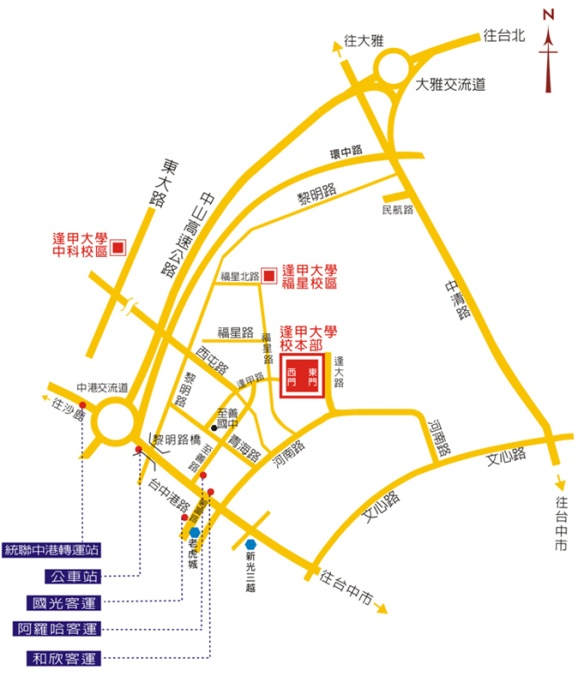 N
往大雅
往台北
大雅交流道
環中路
東大路
中山高速公路
黎明路
民航路
逢甲大學
中科校區
福星北路
逢甲大學
福星校區
中清路
福星路
福星路
逢甲大學
校本部
西屯路
西門
東門
逢大路
逢甲路
中港交流道
黎明路
往沙鹿
至善
國中
黎明路橋
青海路
至善路
河南路
河南路
文心路
台中港路
文心路
老虎城
新光三越
往台中市
往台中市
統聯中港轉運站
公車站
國光客運
阿羅哈客運
和欣客運